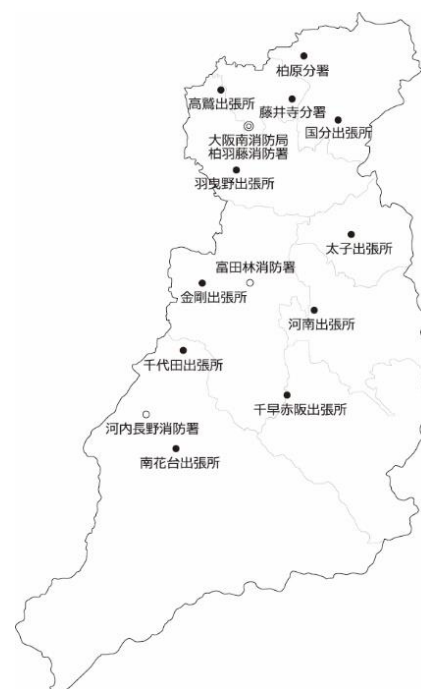 柏原分署
高鷲出張所
藤井寺分署
国分出張所
大阪南消防局
柏羽藤消防署
羽曳野出張所
太子出張所
富田林消防署
金剛出張所
河南出張所
千代田出張所
千早赤阪出張所
河内長野消防署
南花台出張所